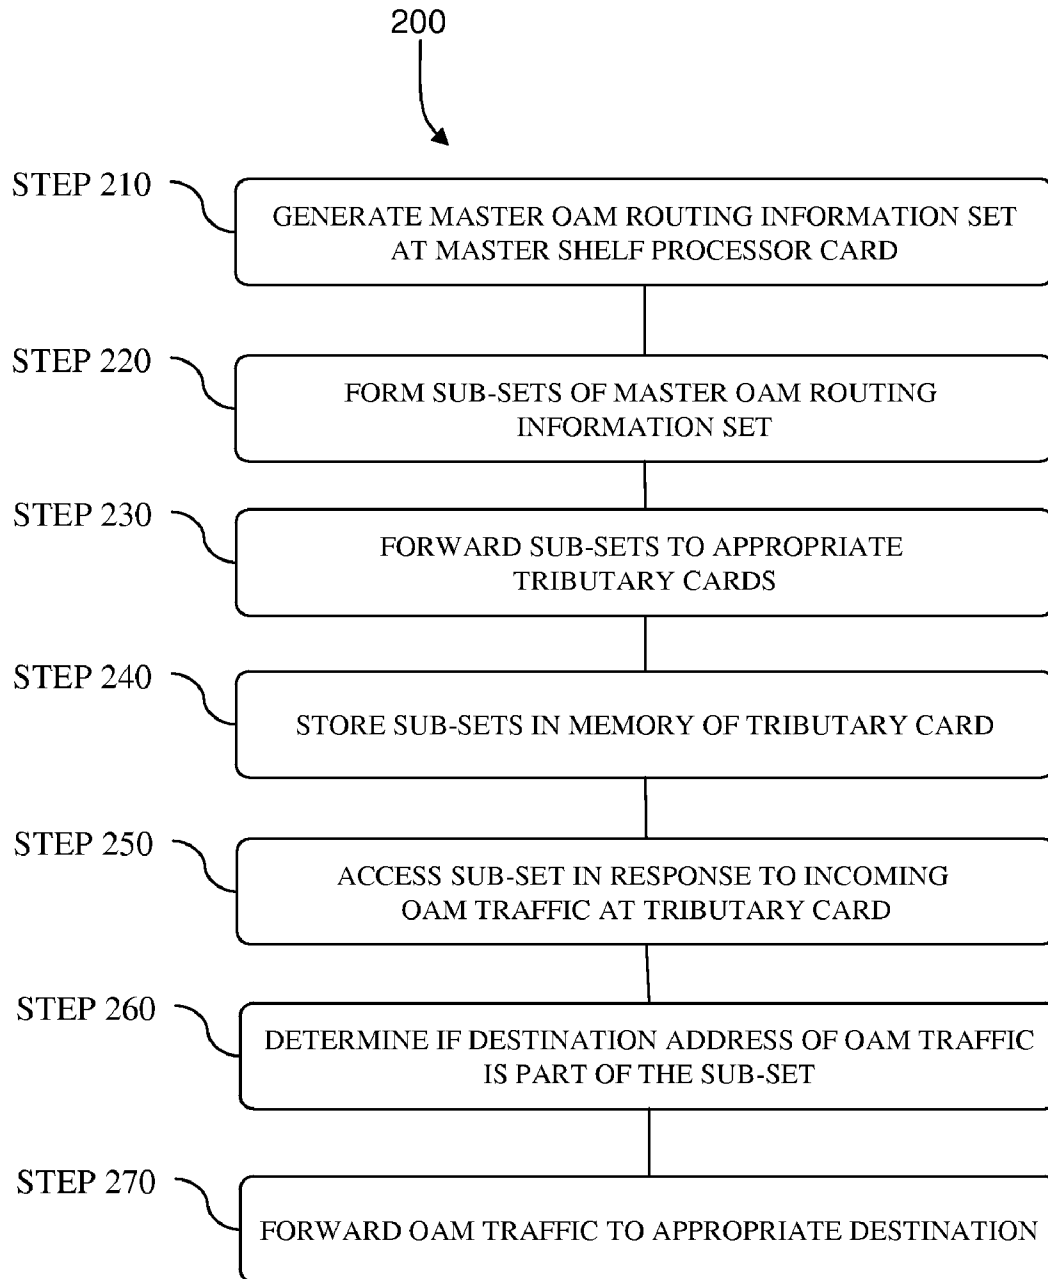 200
STEP 210
GENERATE MASTER OAM ROUTING INFORMATION SET
AT MASTER SHELF PROCESSOR CARD
STEP 220
FORM SUB-SETS OF MASTER OAM ROUTING
INFORMATION SET
STEP 230
FORWARD SUB-SETS TO APPROPRIATE
TRIBUTARY CARDS
STEP 240
STORE SUB-SETS IN MEMORY OF TRIBUTARY CARD
STEP 250
ACCESS SUB-SET IN RESPONSE TO INCOMING
OAM TRAFFIC AT TRIBUTARY CARD
STEP 260
DETERMINE IF DESTINATION ADDRESS OF OAM TRAFFIC
IS PART OF THE SUB-SET
STEP 270
FORWARD OAM TRAFFIC TO APPROPRIATE DESTINATION